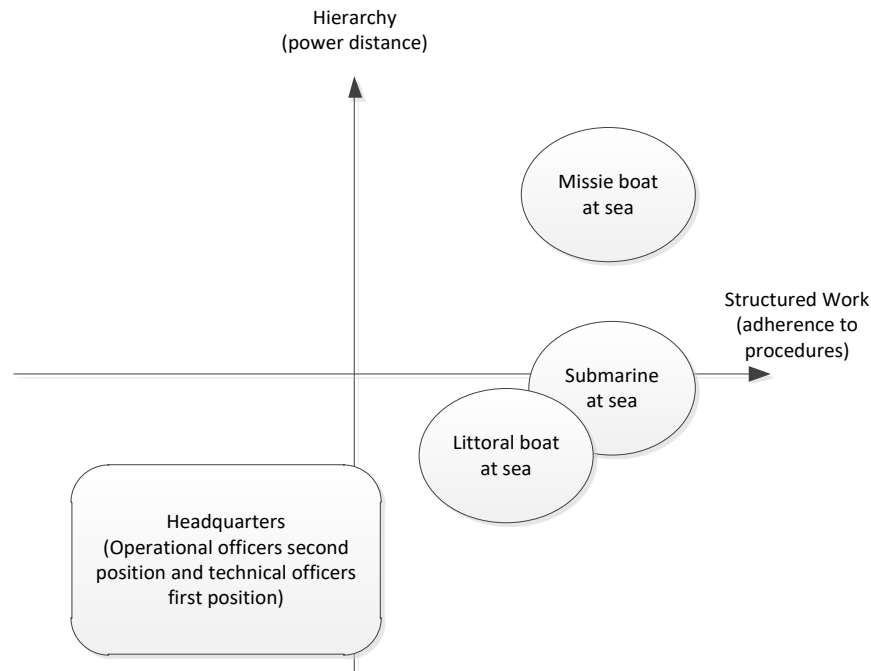 Hierarchy
(power distance)
Missie boat
at sea
Structured Work
(adherence to
procedures)
Submarine
at sea
Littoral boat
at sea
Headquarters
(Operational officers second
position and technical officers
first position)